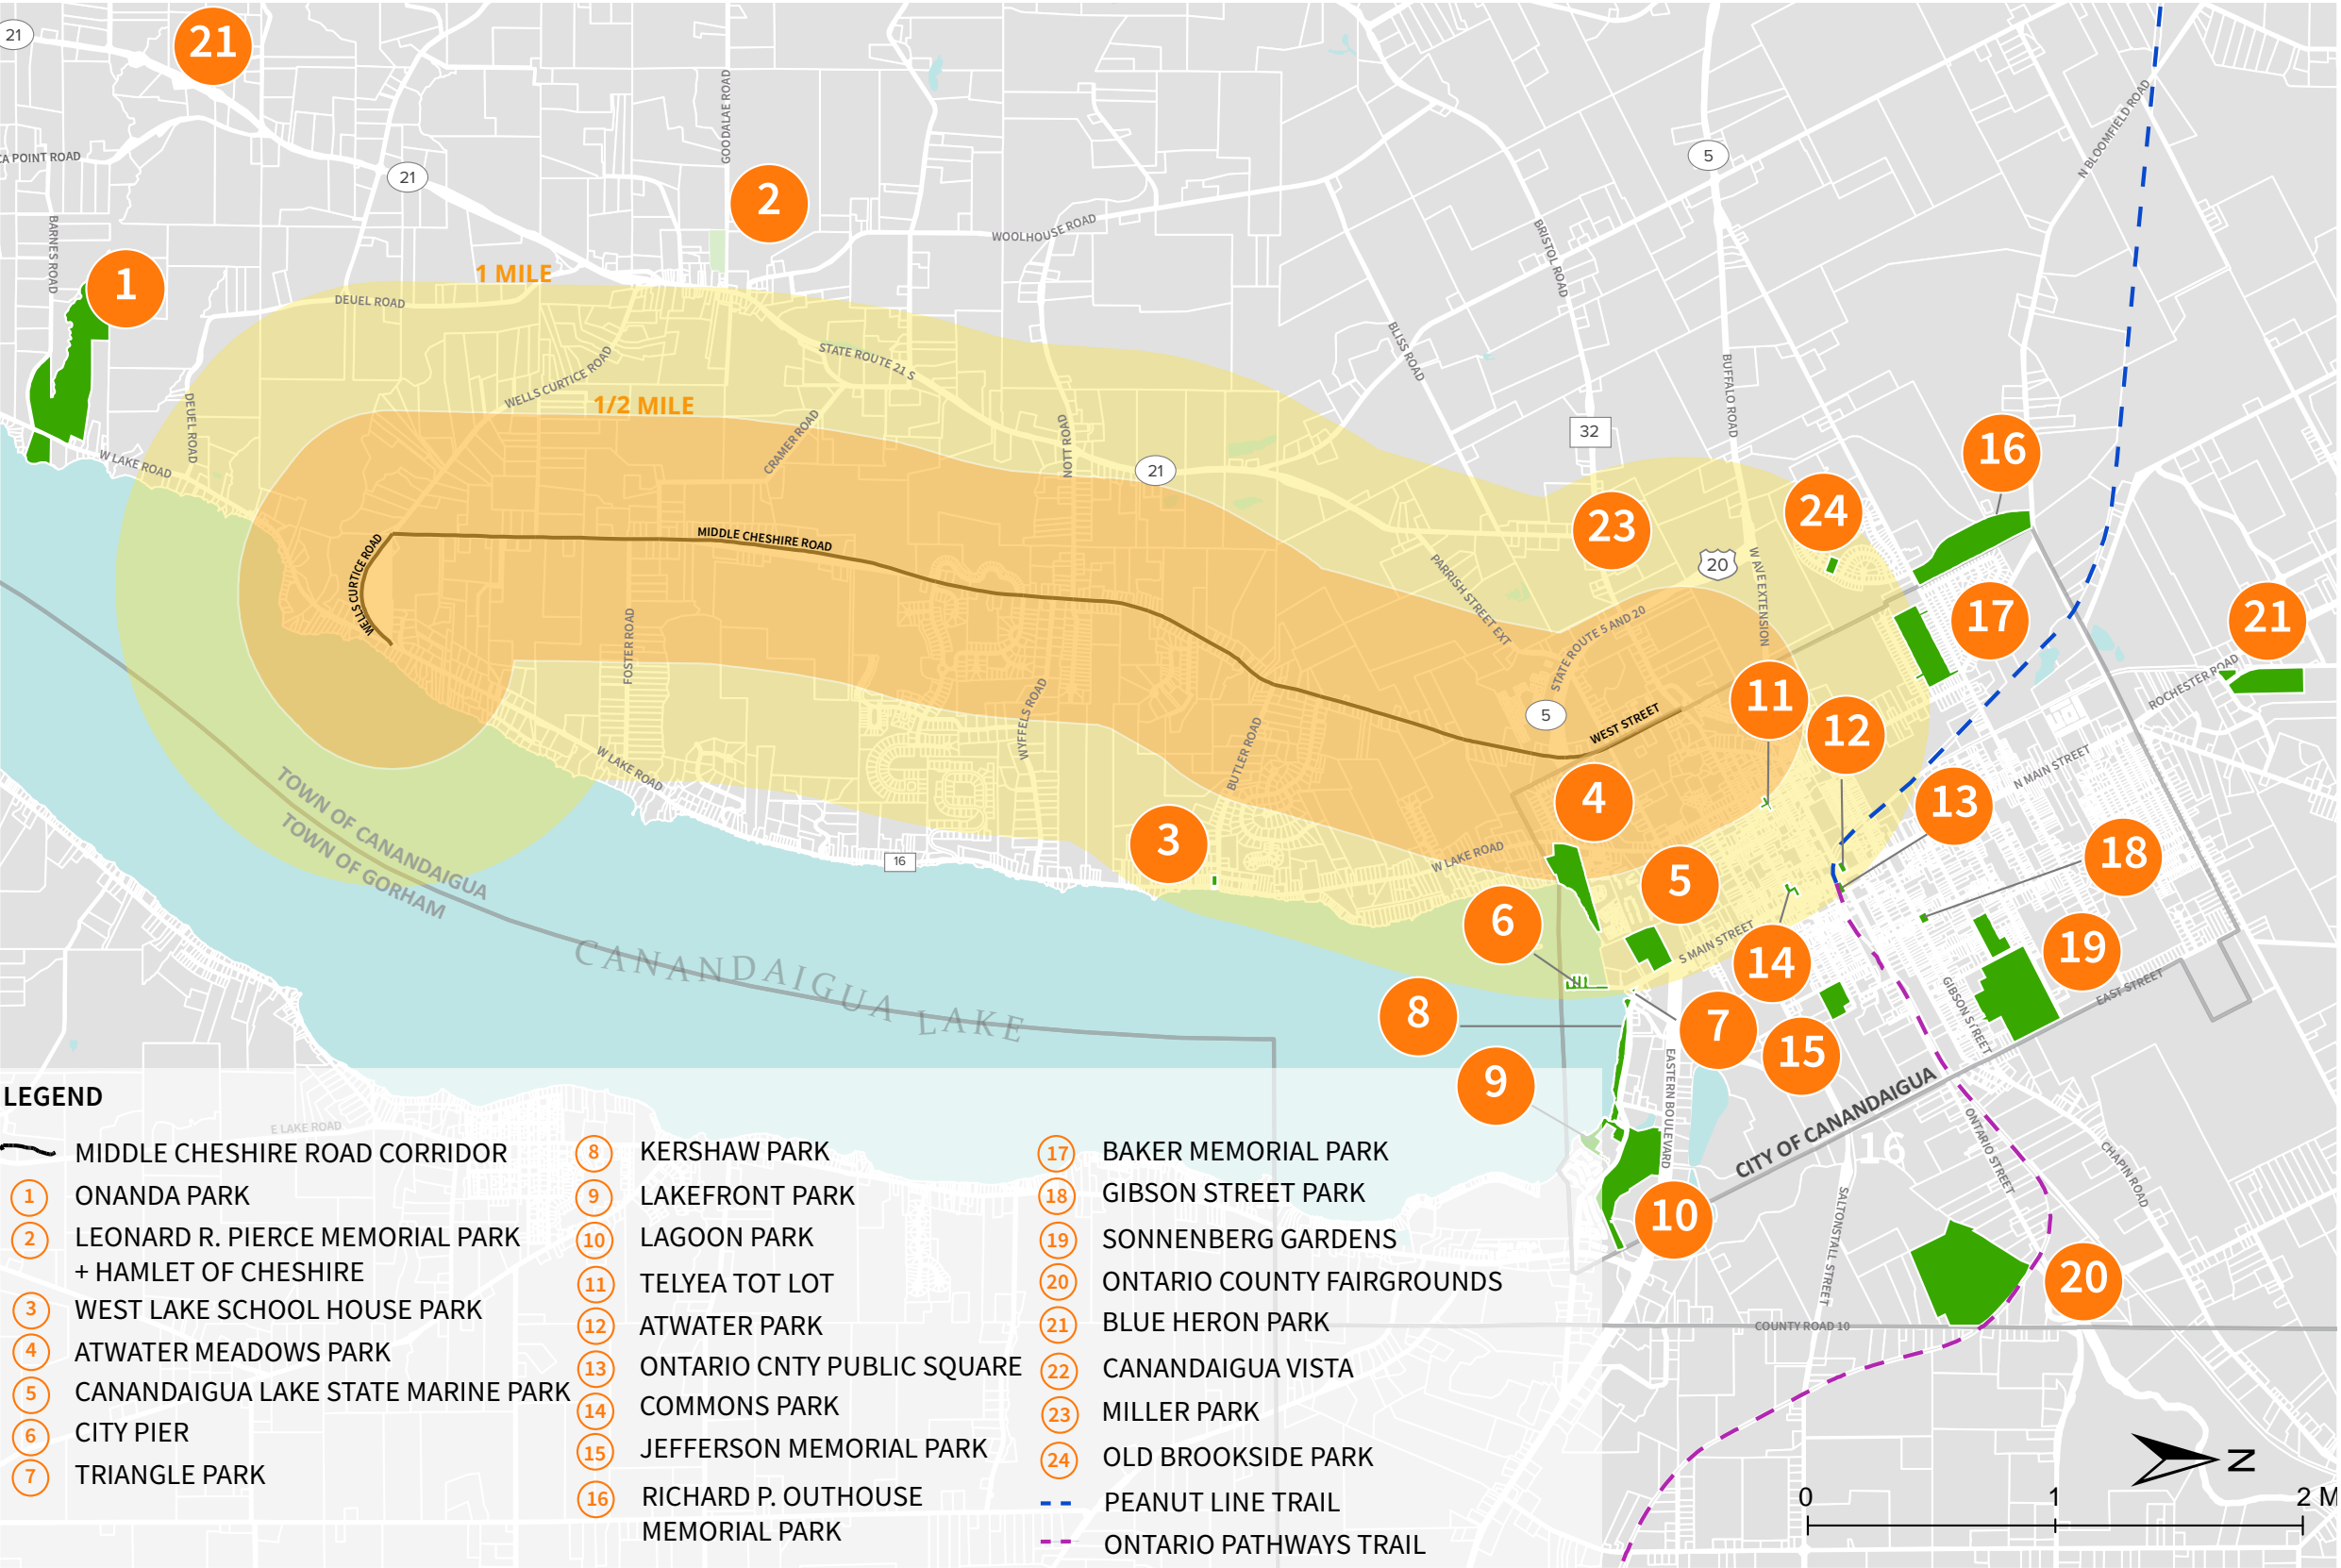 21
21
CA POINT ROAD
21
GOODALE ROAD
5
N BLOOMFIELD ROAD
2
BARNES ROAD
WOOLHOUSE ROAD
BRISTOL ROAD
1
1 MILE
DEUEL ROAD
BLISS ROAD
STATE ROUTE 21 S
BUFFALO ROAD
WELLS CURTICE ROAD
1/2 MILE
DEUEL ROAD
CRAMER ROAD
NOTT ROAD
32
16
W LAKE ROAD
21
24
23
MIDDLE CHESHIRE ROAD
WELLS CURTICE ROAD
PARRISH STREET EXT
20
W AVE EXTENSION
17
21
FOSTER ROAD
STATE ROUTE 5 AND 20
ROCHESTER ROAD
WYFFELS ROAD
5
WEST STREET
11
12
BUTLER ROAD
W LAKE ROAD
N MAIN STREET
4
13
TOWN OF CANANDAIGUA
TOWN OF GORHAM
3
16
W LAKE ROAD
18
5
6
S MAIN STREET
14
19
CANANDAIGUA LAKE
GIBSON STREET
EAST STREET
8
7
15
9
EASTERN BOULEVARD
CITY OF CANANDAIGUA
16
ONTARIO STREET
CHAPIN ROAD
10
SALTONSTALL STREET
20
COUNTY ROAD 10
E LAKE ROAD
LEGEND
MIDDLE CHESHIRE ROAD CORRIDOR
1 ONANDA PARK
2 LEONARD R. PIERCE MEMORIAL PARK
+ HAMLET OF CHESHIRE
3 WEST LAKE SCHOOL HOUSE PARK
4 ATWATER MEADOWS PARK
5 CANANDAIGUA LAKE STATE MARINE PARK
6 CITY PIER
7 TRIANGLE PARK
8 KERSHAW PARK
9 LAKEFRONT PARK
10 LAGOON PARK
11 TELYEA TOT LOT
12 ATWATER PARK
13 ONTARIO CNTY PUBLIC SQUARE
14 COMMONS PARK
15 JEFFERSON MEMORIAL PARK
16 RICHARD P. OUTHOUSE
MEMORIAL PARK
17 BAKER MEMORIAL PARK
18 GIBSON STREET PARK
19 SONNENBERG GARDENS
20 ONTARIO COUNTY FAIRGROUNDS
21 BLUE HERON PARK
22 CANANDAIGUA VISTA
23 MILLER PARK
24 OLD BROOKSIDE PARK
PEANUT LINE TRAIL
ONTARIO PATHWAYS TRAIL
N
0 1 2 M